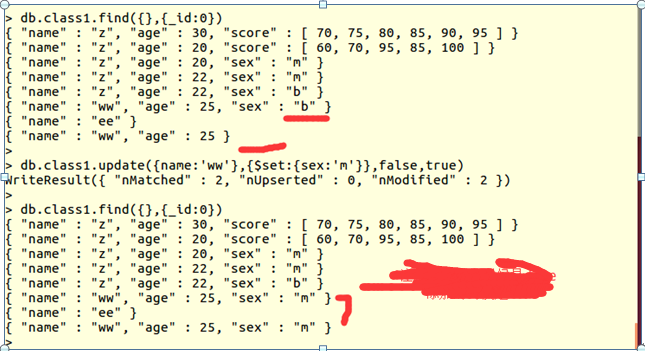 > db.class1.find({},{_id:0})
{ "name" : "z", "age" : 30, "score" : [ 70, 75, 80, 85, 90, 95 ] }
{ "name" : "z", "age" : 20, "score" : [ 60, 70, 95, 85, 100 ] }
{ "name" : "z", "age" : 20, "sex" : "m" }
{ "name" : "z", "age" : 22, "sex" : "m" }
{ "name" : "z", "age" : 22, "sex" : "b" }
{ "name" : "ww", "age" : 25, "sex" : "b" }
{ "name" : "ee" }
{ "name" : "ww", "age" : 25 }
>
> db.class1.update({name:'ww'},{$set:{sex:'m'}},false,true)
WriteResult({ "nMatched" : 2, "nUpserted" : 0, "nModified" : 2 })
>
> db.class1.find({},{_id:0})
{ "name" : "z", "age" : 30, "score" : [ 70, 75, 80, 85, 90, 95 ] }
{ "name" : "z", "age" : 20, "score" : [ 60, 70, 95, 85, 100 ] }
{ "name" : "z", "age" : 20, "sex" : "m" }
{ "name" : "z", "age" : 22, "sex" : "m" }
{ "name" : "z", "age" : 22, "sex" : "b" }
{ "name" : "ww", "age" : 25, "sex" : "m" }
{ "name" : "ee" }
{ "name" : "ww", "age" : 25, "sex" : "m" }
>